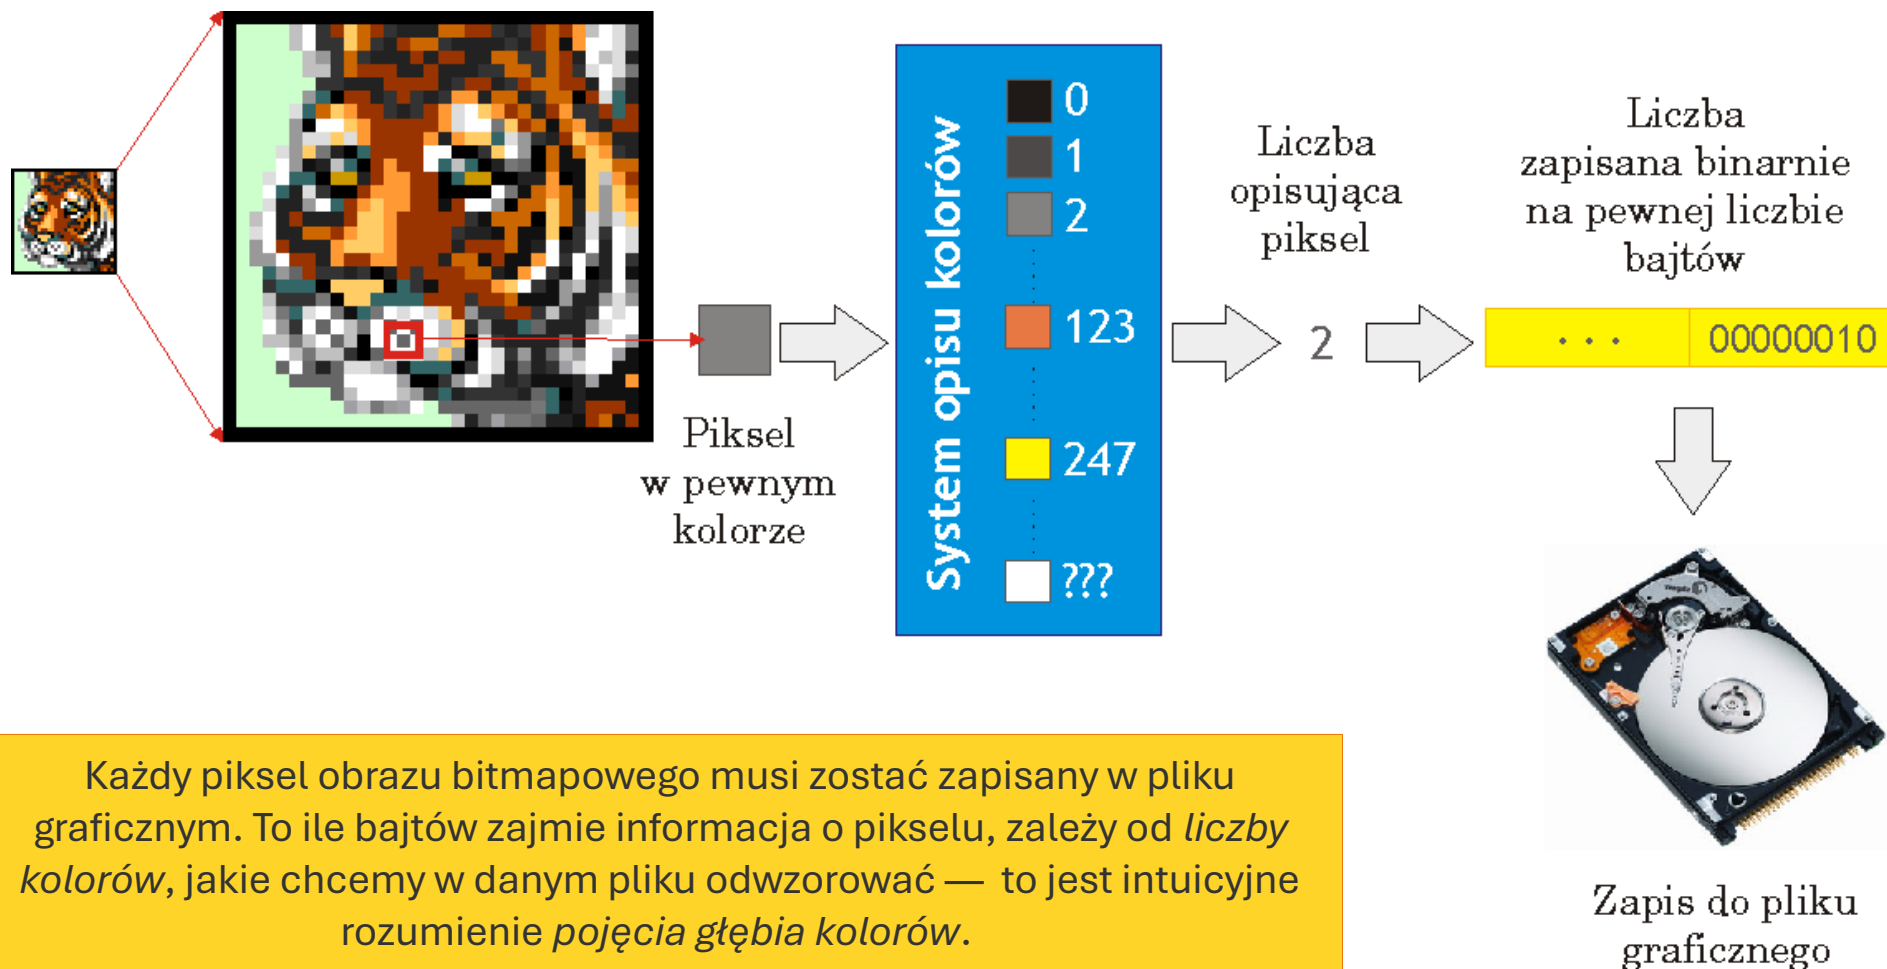 System opisu kolorów
0
1
2
123
247
???
Piksel
w pewnym
kolorze
Liczba
opisująca
piksel
2
Liczba
zapisana binarnie
na pewnej liczbie
bajtów
. . .
00000010
Każdy piksel obrazu bitmapowego musi zostać zapisany w pliku
graficznym. To ile bajtów zajmie informacja o pikselu, zależy od liczby
kolorów, jakie chcemy w danym pliku odwzorować — to jest intuicyjne
rozumienie pojęcia głębia kolorów.
Zapis do pliku
graficznego